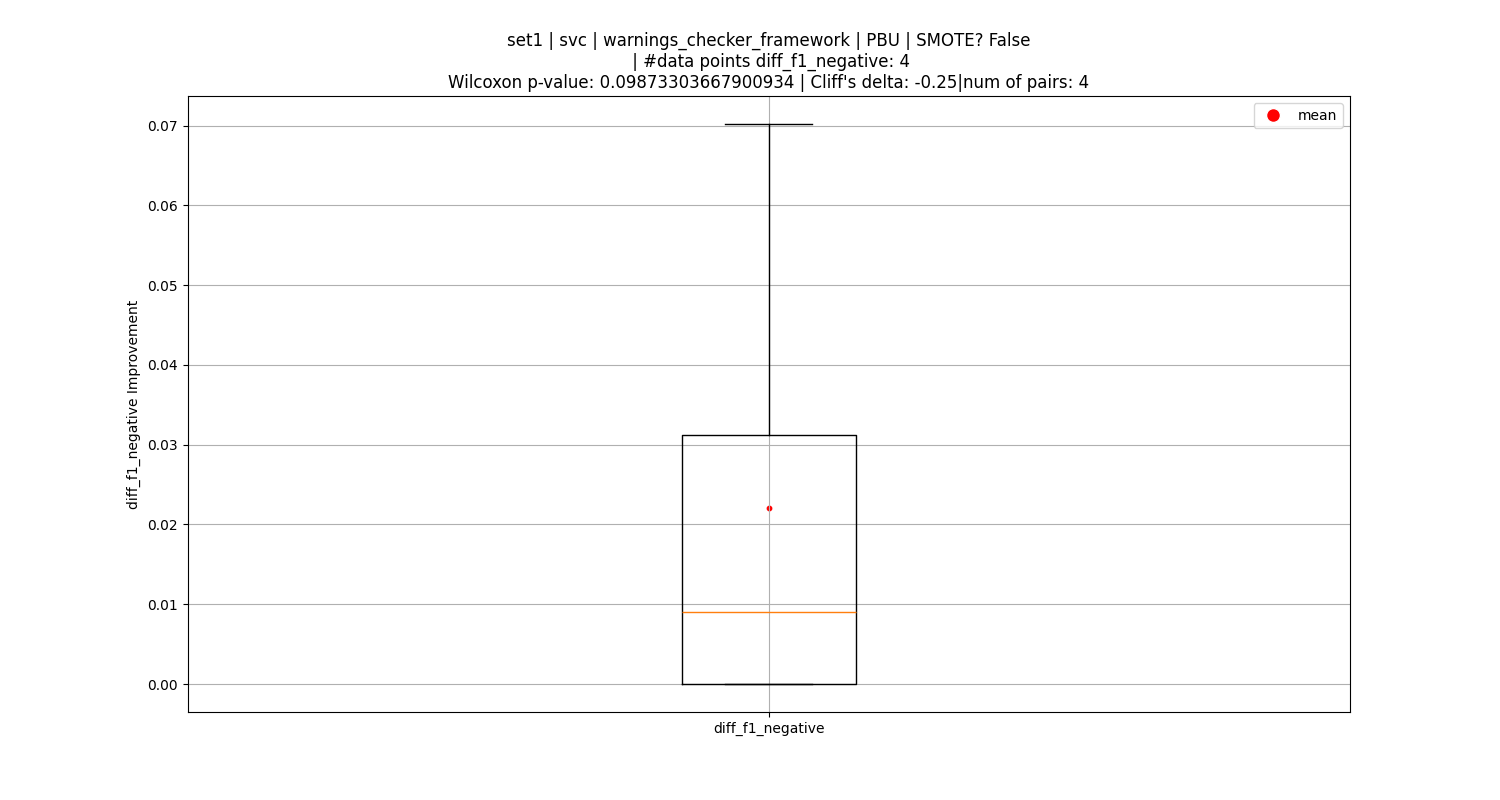 set1 | svc | warnings_checker_framework | PBU | SMOTE? False
| #data points diff_f1_negative: 4
Wilcoxon p-value: 0.09873303667900934 | Cliff's delta: -0.25|num of pairs: 4
mean
0.07
0.06
0.05
0.04
0.03
0.02
0.01
0.00
diff_f1_negative Improvement
diff_f1_negative